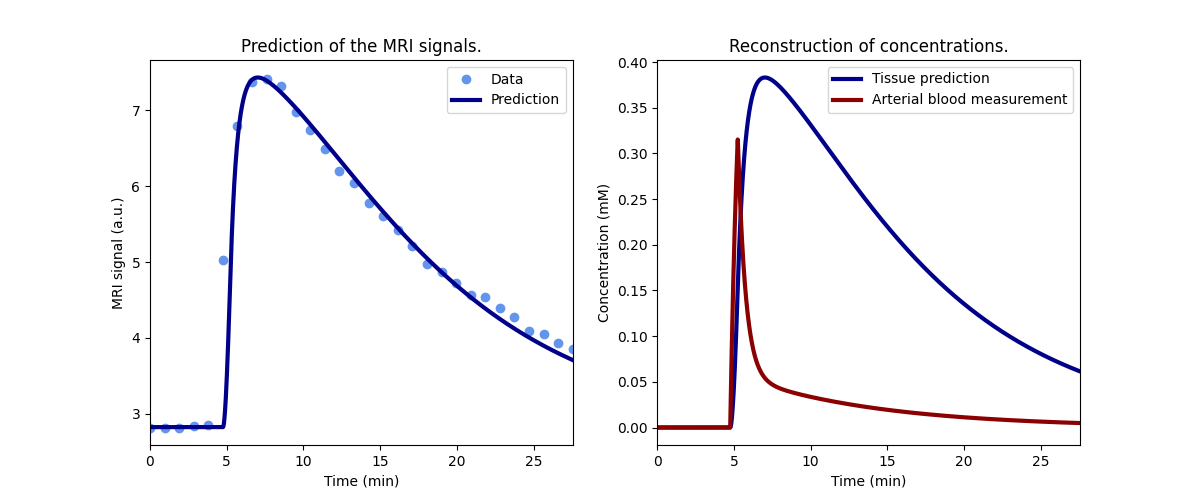 Prediction of the MRI signals.
MRI signal (a.u.)
7
6
5
4
3
0 5 10 15 20 25
Time (min)
Data
Prediction
Reconstruction of concentrations.
Concentration (mM)
0.40
0.35
0.30
0.25
0.20
0.15
0.10
0.05
0.00
0 5 10 15 20 25
Time (min)
Tissue prediction
Arterial blood measurement